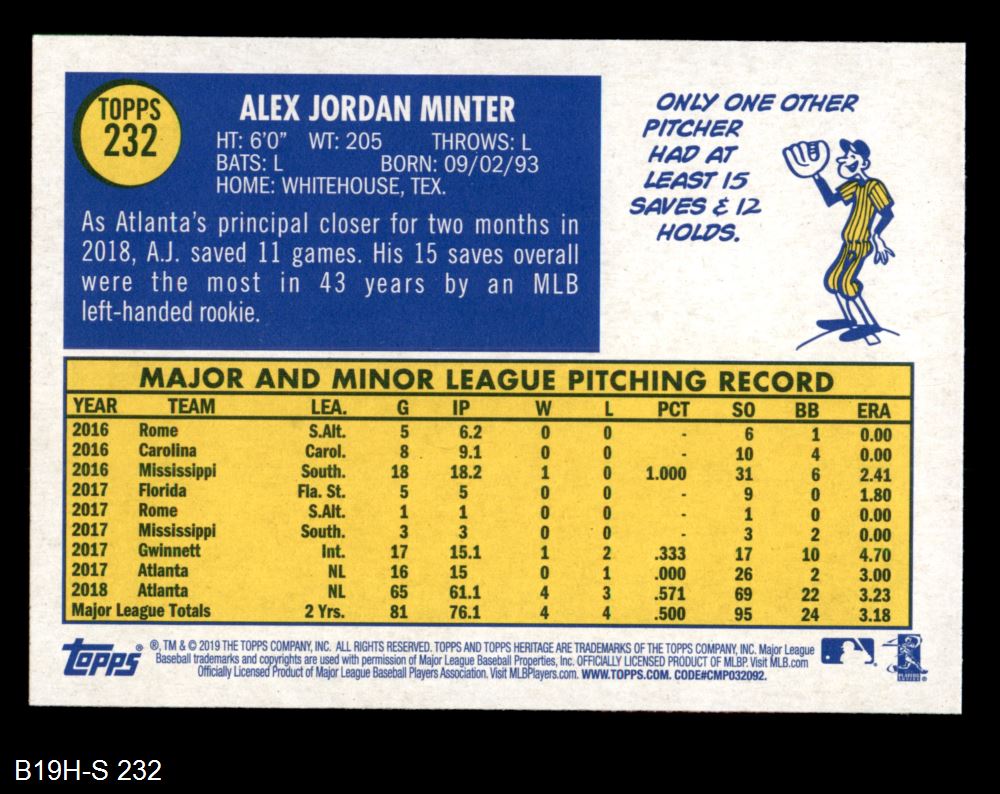 TOPPS
232
ALEX JORDAN MINTER
HT: 6'0" WT: 205 THROWS: L
BATS: L BORN: 09/02/93
HOME: WHITEHOUSE, TEX.
As Atlanta's principal closer for two months in
2018, A.J. saved 11 games. His 15 saves overall
were the most in 43 years by an MLB
left-handed rookie.
ONLY ONE OTHER
PITCHER
HAD AT
LEAST 15
SAVES & 12
HOLDS.
MAJOR AND MINOR LEAGUE PITCHING RECORD
YEAR TEAM LEA. G IP W L PCT SO BB ERA
2016 Rome S.Alt. 5 6.2 0 0 - 6 1 0.00
2016 Carolina Carol. 8 9.1 0 0 - 10 4 0.00
2016 Mississippi South. 18 18.2 1 0 1.000 31 6 2.41
2017 Florida Fla. St. 5 5 0 0 - 9 0 1.80
2017 Rome S.Alt. 1 1 0 0 - 1 0 0.00
2017 Mississippi South. 3 3 0 0 - 3 2 0.00
2017 Gwinnett Int. 17 15.1 1 2 .333 17 10 4.70
2017 Atlanta NL 16 15 0 1 .000 26 2 3.00
2018 Atlanta NL 65 61.1 4 3 .571 69 22 3.23
Major League Totals 2 Yrs. 81 76.1 4 4 .500 95 24 3.18
topps®
®, TM & © 2019 THE TOPPS COMPANY, INC. ALL RIGHTS RESERVED. TOPPS AND TOPPS HERITAGE ARE TRADEMARKS OF THE TOPPS COMPANY, INC. Major League
Baseball trademarks and copyrights are used with permission of Major League Baseball Properties, Inc. OFFICIALLY LICENSED PRODUCT OF MLBP. Visit MLB.com
Officially Licensed Product of Major League Baseball Players Association. Visit MLBPlayers.com. WWW.TOPPS.COM. CODE#CMP032092.
B19H-S 232